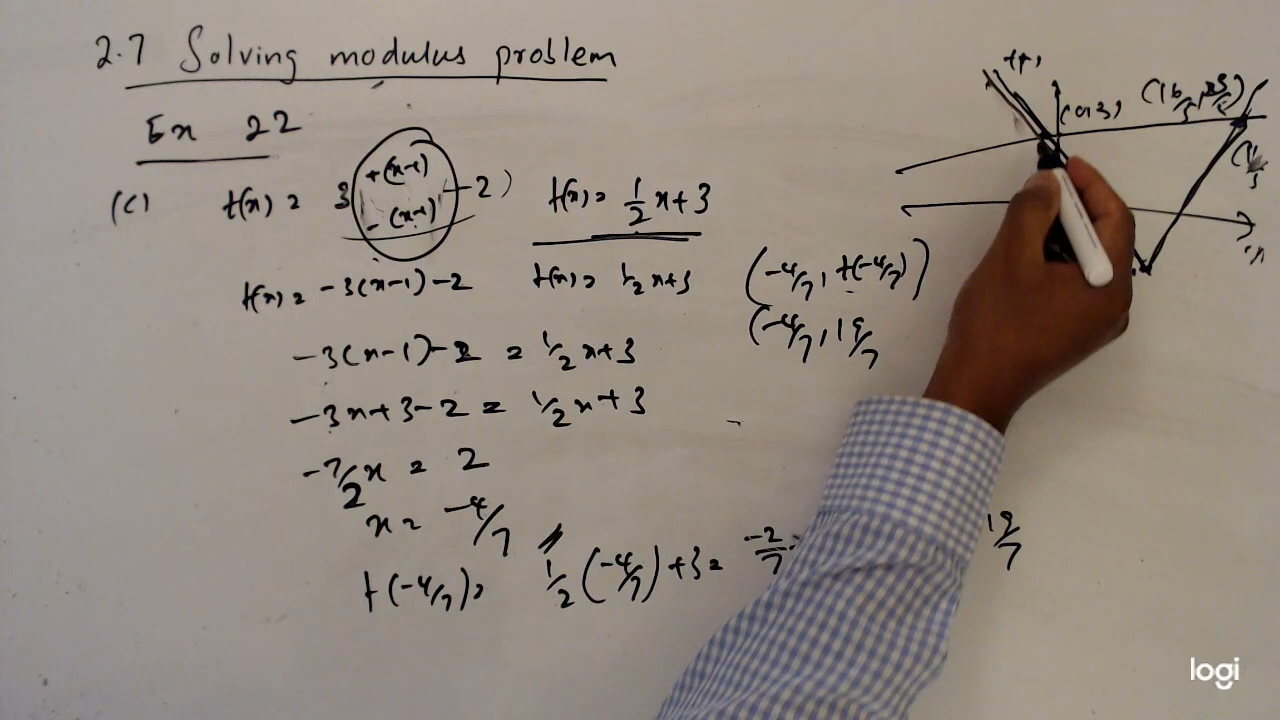 2.7 Solving modulus problem
Ex 22
(c) f(x) = 3 +(x-1) -2) f(x) = 1/2 x+3
-(x-1)
f(x) = -3(x-1)-2 f(x) = 1/2 x+3 (-4/7, f(-4/7))
-3(x-1)-2 = 1/2 x+3 (-4/7, 19/7
-3x+3-2 = 1/2 x+3
-7/2 x = 2
x = -4/7
f(-4/7) = 1/2 (-4/7) +3 = -2/7 19/7
logi